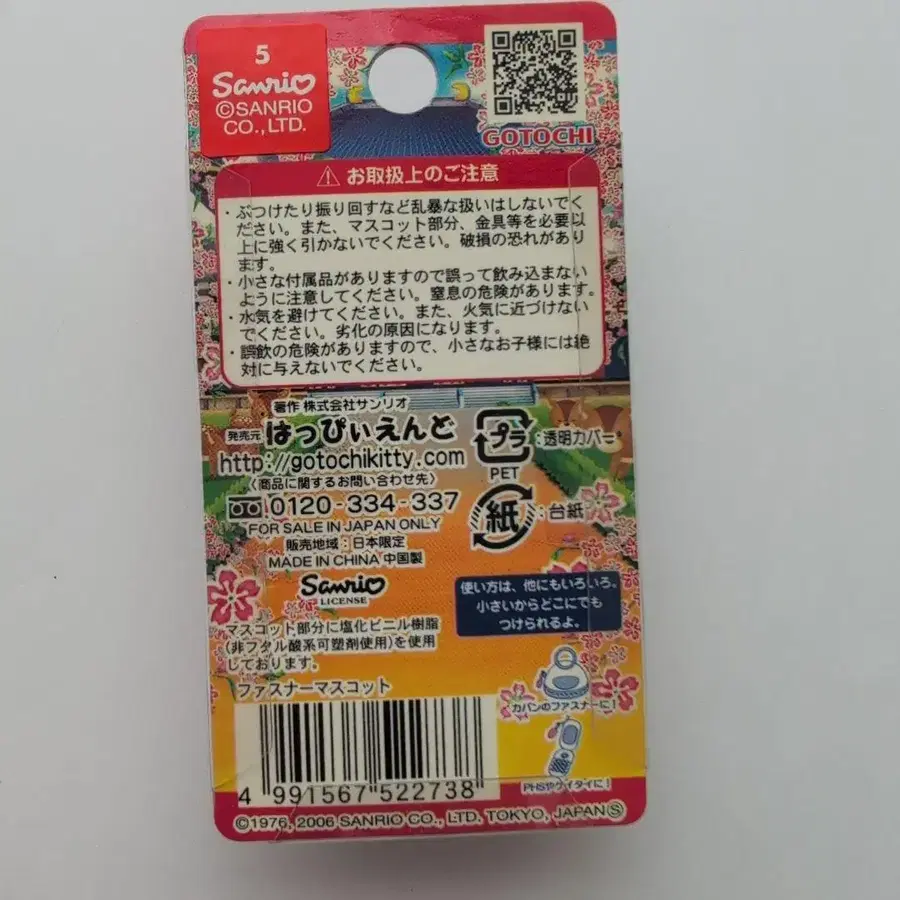 5
Sanrio
©SANRIO
CO.,LTD.
GOTOCHI
⚠ お取扱上のご注意
・ぶつけたり振り回すなど乱暴な扱いはしないでく
ださい。また、マスコット部分、金具等を必要以
上に強く引かないでください。破損の恐れがあり
ます。
・小さな付属品がありますので誤って飲み込まない
ように注意してください。窒息の危険があります。
・水気を避けてください。また、火気に近づけない
でください。劣化の原因になります。
・誤飲の危険がありますので、小さなお子様には絶
対に与えないでください。
著作 株式会社サンリオ
発売元 はっぴぃえんど
http://gotochikitty.com
〈商品に関するお問い合わせ先〉
0120-334-337
FOR SALE IN JAPAN ONLY
販売地域:日本限定
MADE IN CHINA 中国製
Sanrio
LICENSE
プラ:透明カバー
PET
紙:台紙
使い方は、他にもいろいろ。
小さいからどこにでも
つけられるよ。
マスコット部分に塩化ビニル樹脂
(非フタル酸系可塑剤使用)を使用
しております。
ファスナーマスコット
カバンのファスナーに!
PHSやケイタイに!
4 991567 522738
©1976, 2006 SANRIO CO., LTD. TOKYO, JAPAN Ⓢ